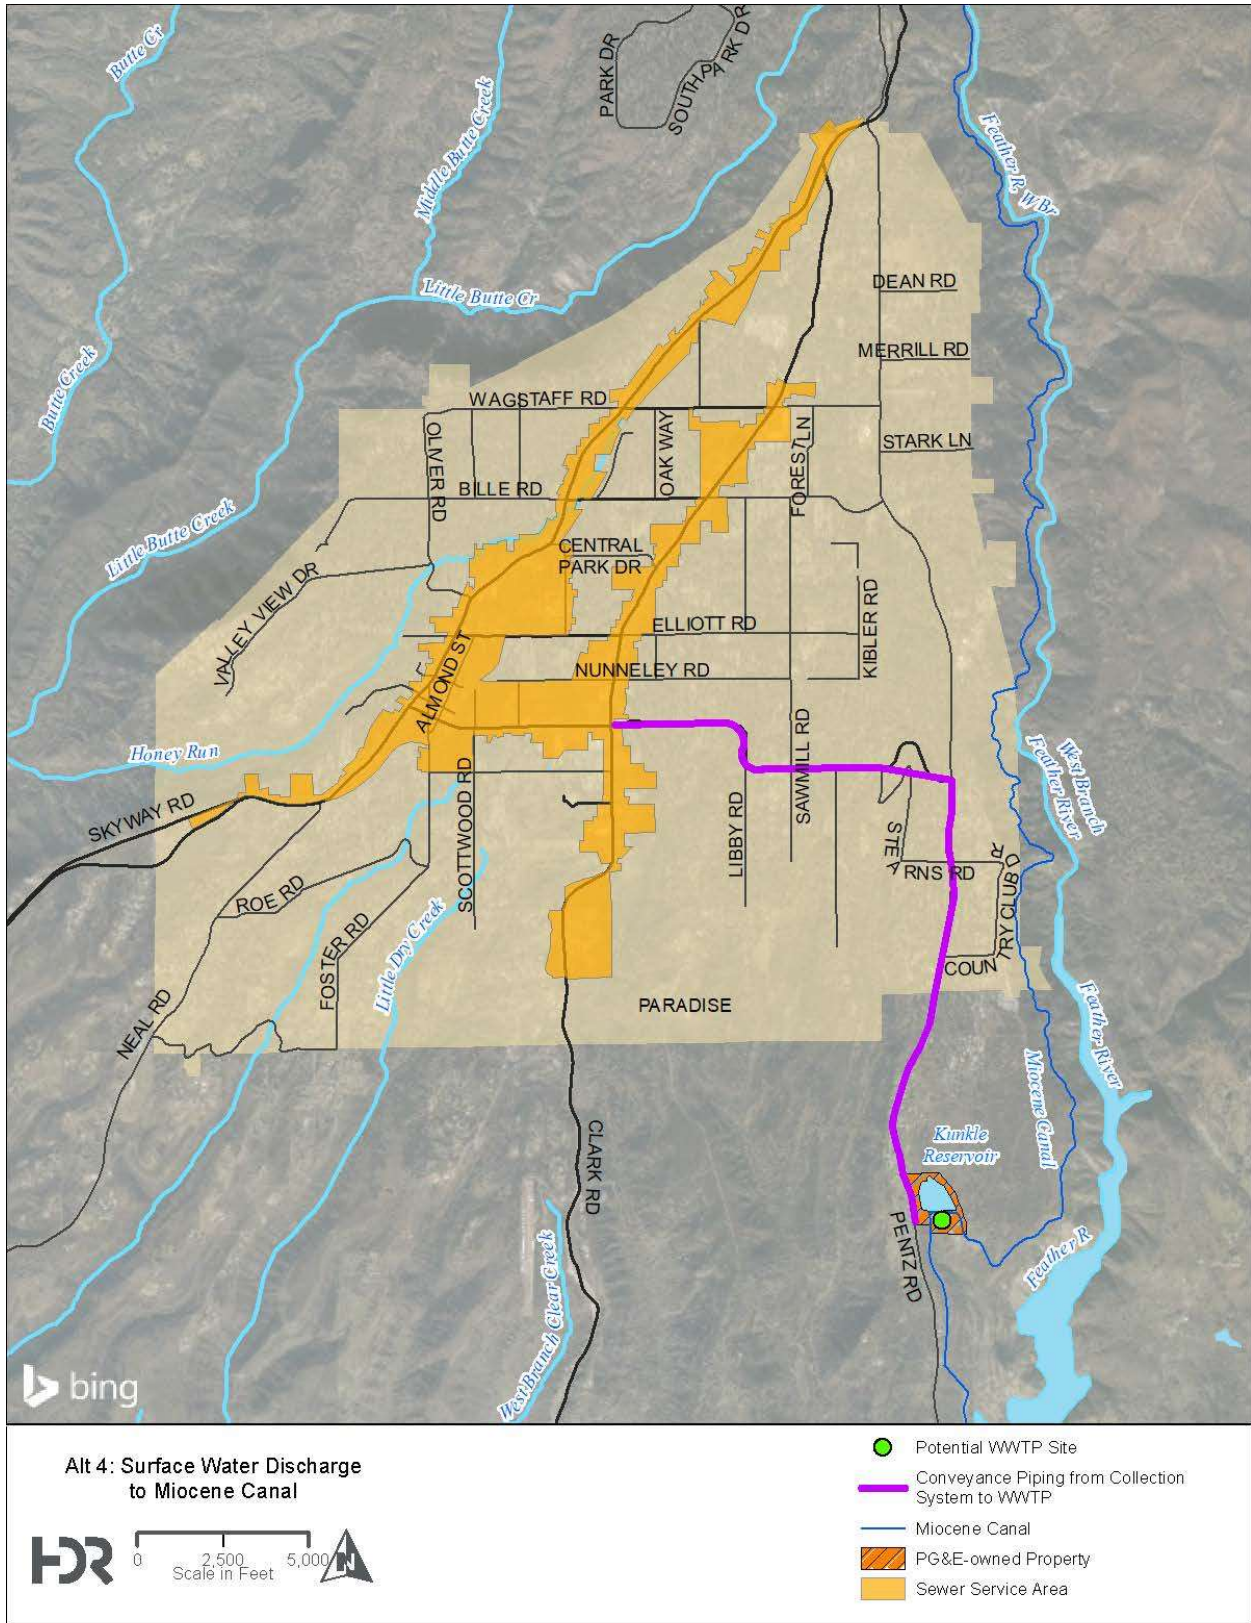 Butte Cr
Middle Butte Creek
PARK DR
SOUTH PARK DR
Feather R, W Br
Little Butte Cr
DEAN RD
MERRILL RD
Butte Creek
WAGSTAFF RD
OLIVER RD
OAK WAY
FOREST LN
STARK LN
BILLE RD
Little Butte Creek
CENTRAL
PARK DR
VALLEY VIEW DR
ELLIOTT RD
KIBLER RD
NUNNELEY RD
ALMOND ST
Honey Run
SAWMILL RD
West Branch
Feather River
SKYWAY RD
SCOTTWOOD RD
LIBBY RD
STEARNS RD
COUNTRY CLUB DR
ROE RD
FOSTER RD
Little Dry Creek
NEAL RD
PARADISE
Feather River
Miocene Canal
CLARK RD
Kunkle
Reservoir
PENTZ RD
Feather R
West Branch Clear Creek
bing
Alt 4: Surface Water Discharge
to Miocene Canal
HDR
0 2,500 5,000
Scale in Feet
N
Potential WWTP Site
Conveyance Piping from Collection
System to WWTP
Miocene Canal
PG&E-owned Property
Sewer Service Area